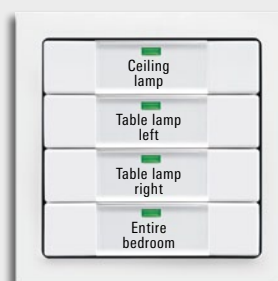 Ceiling
lamp
Table lamp
left
Table lamp
right
Entire
bedroom